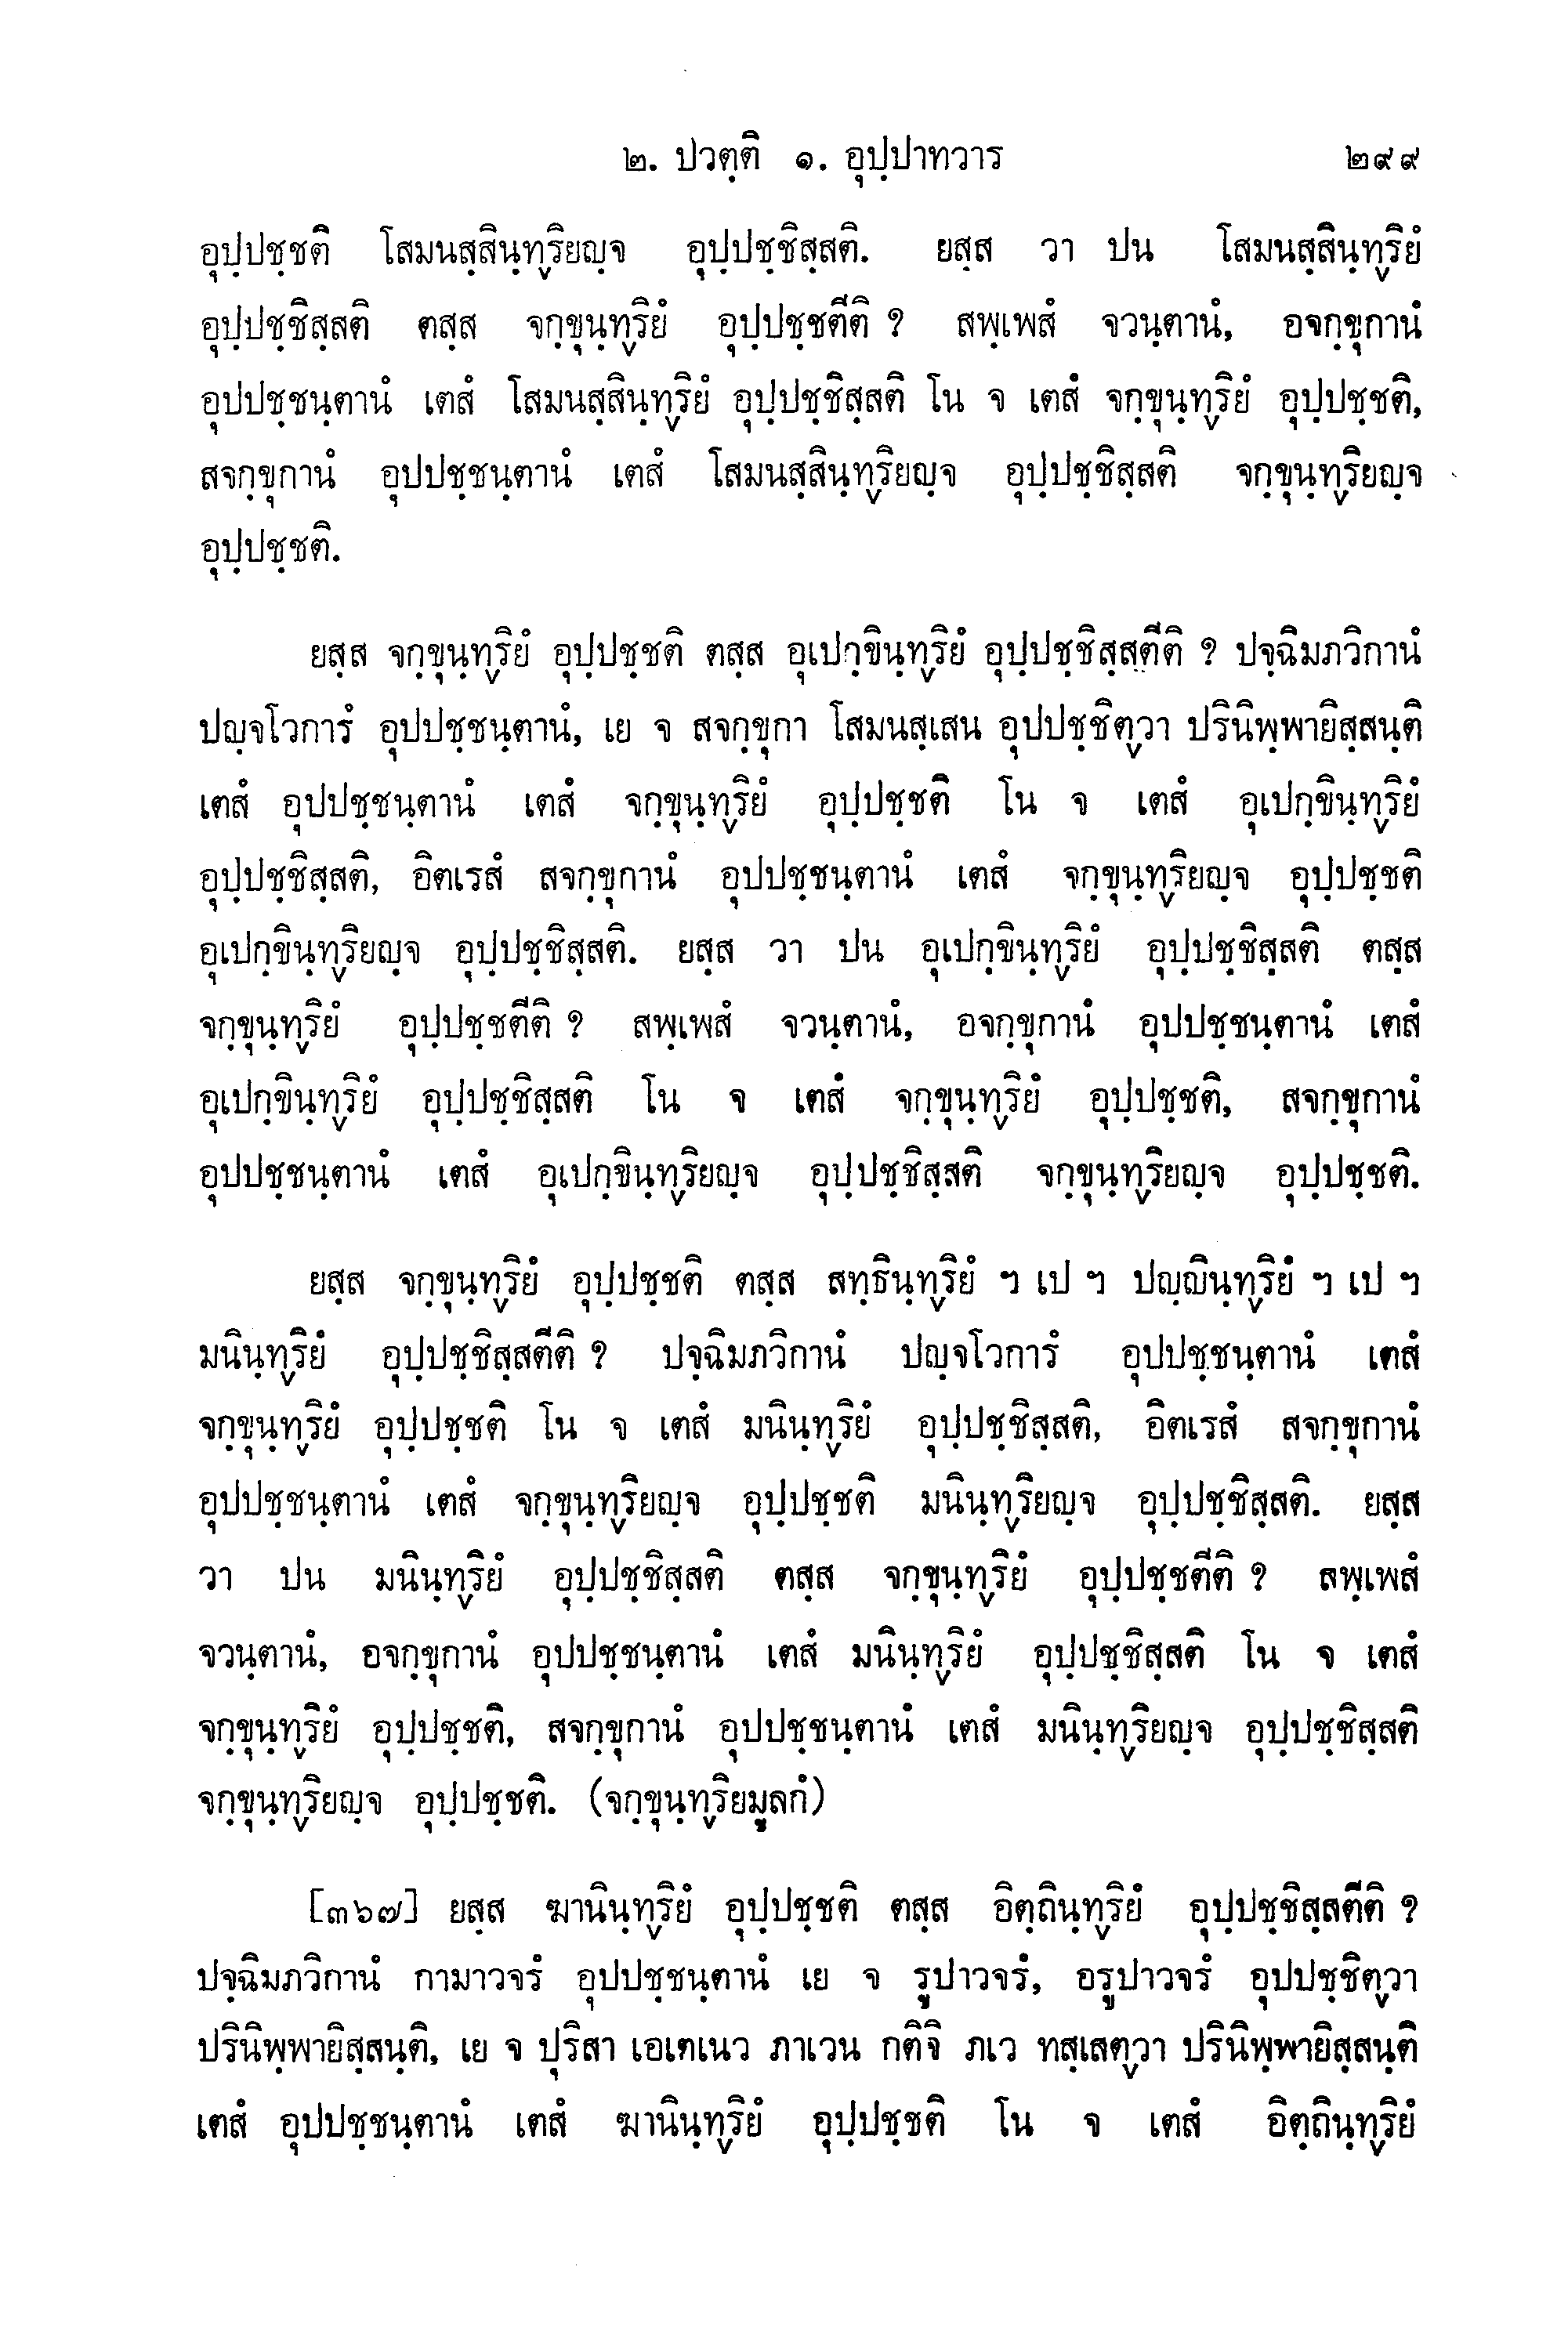 ๒. ปวตฺติ ๑. อุปฺปาทวาร ๒๙๙
อุปฺปชฺชติ โสมนสฺสินฺทฺริยญฺจ อุปฺปชฺชิสฺสติ. ยสฺส วา ปน โสมนสฺสินฺทฺริยํ
อุปฺปชฺชิสฺสติ ตสฺส จกฺขุนฺทฺริยํ อุปฺปชฺชตีติ ? สพฺเพสํ จวนฺตานํ, อจกฺขุกานํ
อุปปชฺชนฺตานํ เตสํ โสมนสฺสินฺทฺริยํ อุปฺปชฺชิสฺสติ โน จ เตสํ จกฺขุนฺทฺริยํ อุปฺปชฺชติ,
สจกฺขุกานํ อุปปชฺชนฺตานํ เตสํ โสมนสฺสินฺทฺริยญฺจ อุปฺปชฺชิสฺสติ จกฺขุนฺทฺริยญฺจ
อุปฺปชฺชติ.
ยสฺส จกฺขุนฺทฺริยํ อุปฺปชฺชติ ตสฺส อุเปกฺขินฺทฺริยํ อุปฺปชฺชิสฺสตีติ ? ปจฺฉิมภวิกานํ
ปญฺจโวการํ อุปปชฺชนฺตานํ, เย จ สจกฺขุกา โสมนสฺเสน อุปปชฺชิตฺวา ปรินิพฺพายิสฺสนฺติ
เตสํ อุปปชฺชนฺตานํ เตสํ จกฺขุนฺทฺริยํ อุปฺปชฺชติ โน จ เตสํ อุเปกฺขินฺทฺริยํ
อุปฺปชฺชิสฺสติ, อิตเรสํ สจกฺขุกานํ อุปปชฺชนฺตานํ เตสํ จกฺขุนฺทฺริยญฺจ อุปฺปชฺชติ
อุเปกฺขินฺทฺริยญฺจ อุปฺปชฺชิสฺสติ. ยสฺส วา ปน อุเปกฺขินฺทฺริยํ อุปฺปชฺชิสฺสติ ตสฺส
จกฺขุนฺทฺริยํ อุปฺปชฺชตีติ ? สพฺเพสํ จวนฺตานํ, อจกฺขุกานํ อุปปชฺชนฺตานํ เตสํ
อุเปกฺขินฺทฺริยํ อุปฺปชฺชิสฺสติ โน จ เตสํ จกฺขุนฺทฺริยํ อุปฺปชฺชติ, สจกฺขุกานํ
อุปปชฺชนฺตานํ เตสํ อุเปกฺขินฺทฺริยญฺจ อุปฺปชฺชิสฺสติ จกฺขุนฺทฺริยญฺจ อุปฺปชฺชติ.
ยสฺส จกฺขุนฺทฺริยํ อุปฺปชฺชติ ตสฺส สทฺธินฺทฺริยํ ฯ เป ฯ ปญฺญินฺทฺริยํ ฯ เป ฯ
มนินฺทฺริยํ อุปฺปชฺชิสฺสตีติ ? ปจฺฉิมภวิกานํ ปญฺจโวการํ อุปปชฺชนฺตานํ เตสํ
จกฺขุนฺทฺริยํ อุปฺปชฺชติ โน จ เตสํ มนินฺทฺริยํ อุปฺปชฺชิสฺสติ, อิตเรสํ สจกฺขุกานํ
อุปปชฺชนฺตานํ เตสํ จกฺขุนฺทฺริยญฺจ อุปฺปชฺชติ มนินฺทฺริยญฺจ อุปฺปชฺชิสฺสติ. ยสฺส
วา ปน มนินฺทฺริยํ อุปฺปชฺชิสฺสติ ตสฺส จกฺขุนฺทฺริยํ อุปฺปชฺชตีติ ? สพฺเพสํ
จวนฺตานํ, อจกฺขุกานํ อุปปชฺชนฺตานํ เตสํ มนินฺทฺริยํ อุปฺปชฺชิสฺสติ โน จ เตสํ
จกฺขุนฺทฺริยํ อุปฺปชฺชติ, สจกฺขุกานํ อุปปชฺชนฺตานํ เตสํ มนินฺทฺริยญฺจ อุปฺปชฺชิสฺสติ
จกฺขุนฺทฺริยญฺจ อุปฺปชฺชติ. (จกฺขุนฺทฺริยมูลกํ)
[๓๖๗] ยสฺส ฆานินฺทฺริยํ อุปฺปชฺชติ ตสฺส อิตฺถินฺทฺริยํ อุปฺปชฺชิสฺสตีติ ?
ปจฺฉิมภวิกานํ กามาวจรํ อุปปชฺชนฺตานํ เย จ รูปาวจรํ, อรูปาวจรํ อุปปชฺชิตฺวา
ปรินิพฺพายิสฺสนฺติ, เย จ ปุริสา เอเตเนว ภาเวน กติจิ ภเว ทสฺเสตฺวา ปรินิพฺพายิสฺสนฺติ
เตสํ อุปปชฺชนฺตานํ เตสํ ฆานินฺทฺริยํ อุปฺปชฺชติ โน จ เตสํ อิตฺถินฺทฺริยํ